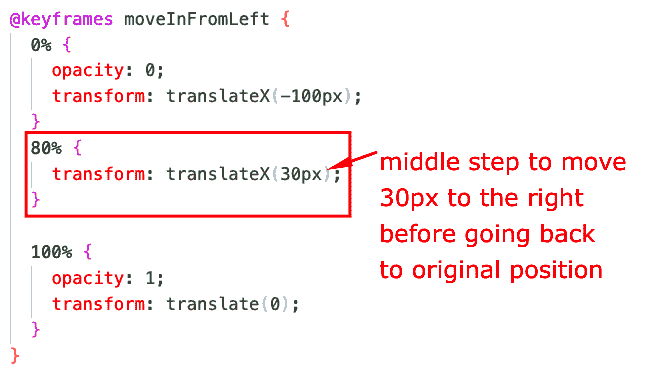 @keyframes moveInFromLeft {
0% {
opacity: 0;
transform: translateX(-100px);
}
80% {
transform: translateX(30px);
}
middle step to move
30px to the right
before going back
to original position
100% {
opacity: 1;
transform: translate(0);
}
}